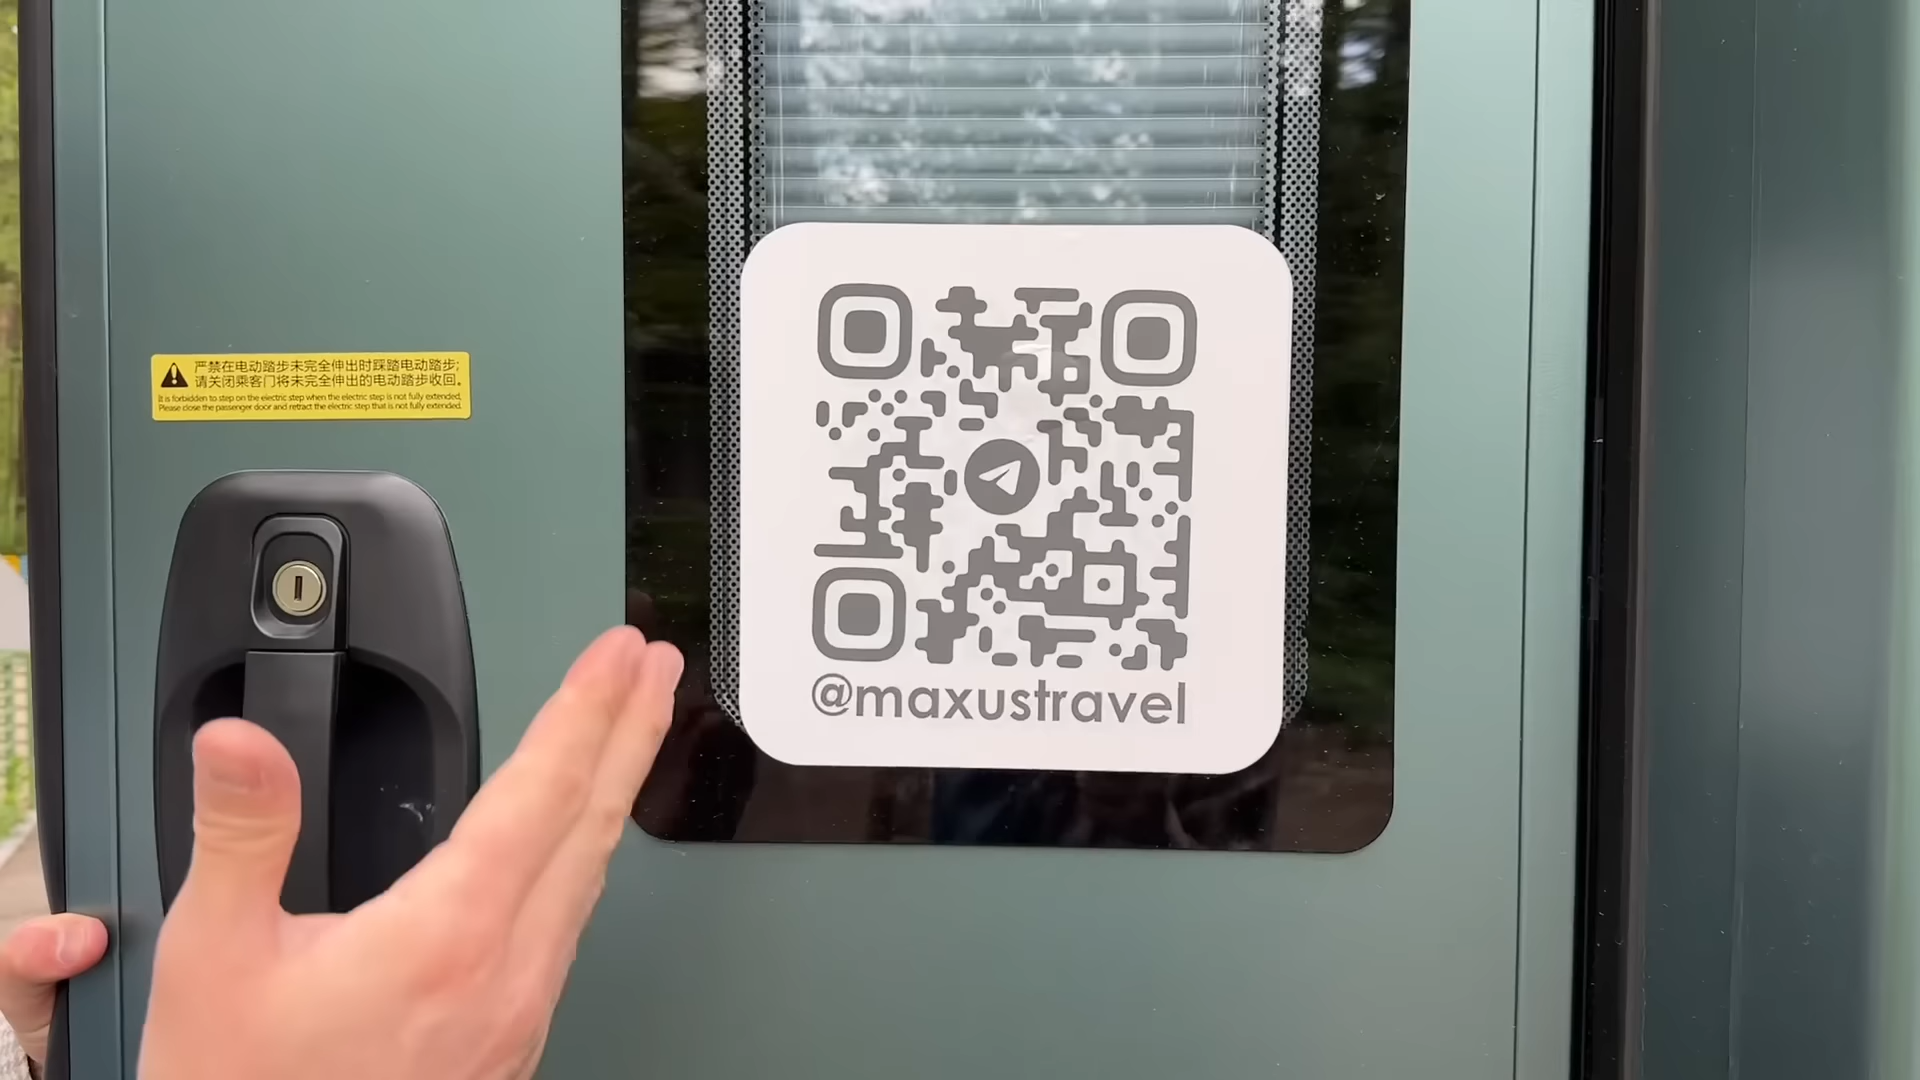 严禁在电动踏步未完全伸出时踩踏电动踏步;
请关闭乘客门将未完全伸出的电动踏步收回。
It is forbidden to step on the electric step when the electric step is not fully extended,
Please close the passenger door and retract the electric step that is not fully extended.
@maxustravel